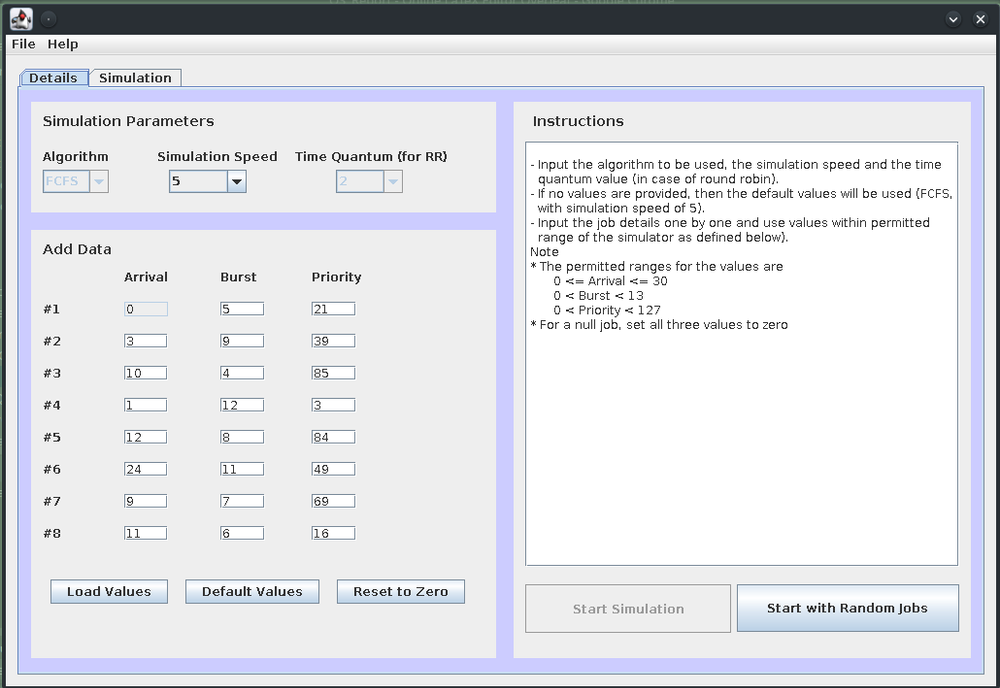 File Help
Details Simulation
Simulation Parameters
Algorithm Simulation Speed Time Quantum (for RR)
FCFS 5 2
Add Data
Arrival Burst Priority
#1 0 5 21
#2 3 9 39
#3 10 4 85
#4 1 12 3
#5 12 8 84
#6 24 11 49
#7 9 7 69
#8 11 6 16
Load Values Default Values Reset to Zero
Instructions
- Input the algorithm to be used, the simulation speed and the time
quantum value (in case of round robin).
- If no values are provided, then the default values will be used (FCFS,
with simulation speed of 5).
- Input the job details one by one and use values within permitted
range of the simulator as defined below).
Note
* The permitted ranges for the values are
0 <= Arrival <= 30
0 < Burst < 13
0 < Priority < 127
* For a null job, set all three values to zero
Start Simulation Start with Random Jobs